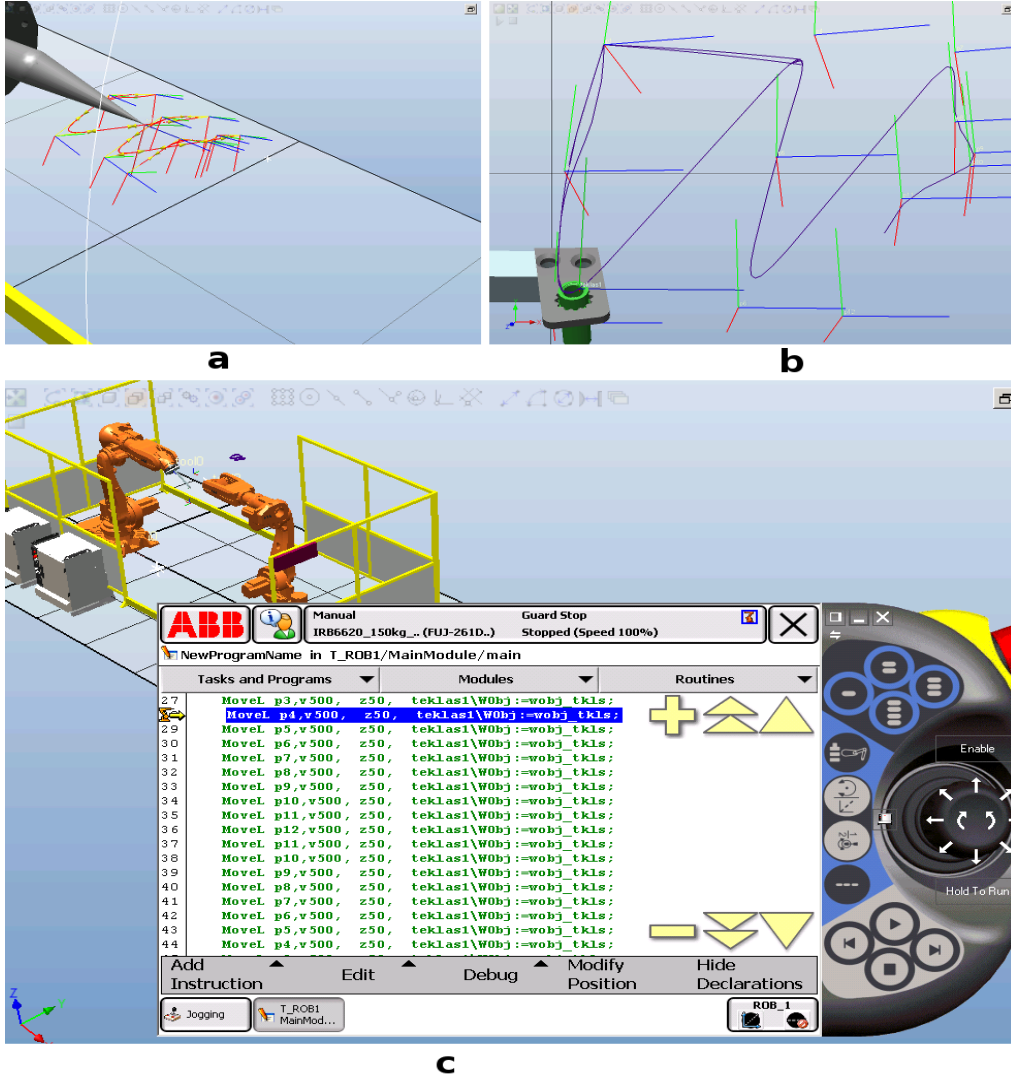 a
b
ABB
Manual
Guard Stop
IRB6620_150kg_.. (FUJ-261D..)
Stopped (Speed 100%)
NewProgramName in T_ROB1/MainModule/main
Tasks and Programs
Modules
Routines
27 MoveL p3,v500, z50, teklas1\WObj:=wobj_tkls;
MoveL p4,v500, z50, teklas1\WObj:=wobj_tkls;
29 MoveL p5,v500, z50, teklas1\WObj:=wobj_tkls;
30 MoveL p6,v500, z50, teklas1\WObj:=wobj_tkls;
31 MoveL p7,v500, z50, teklas1\WObj:=wobj_tkls;
32 MoveL p8,v500, z50, teklas1\WObj:=wobj_tkls;
33 MoveL p9,v500, z50, teklas1\WObj:=wobj_tkls;
34 MoveL p10,v500, z50, teklas1\WObj:=wobj_tkls;
35 MoveL p11,v500, z50, teklas1\WObj:=wobj_tkls;
36 MoveL p12,v500, z50, teklas1\WObj:=wobj_tkls;
37 MoveL p11,v500, z50, teklas1\WObj:=wobj_tkls;
38 MoveL p10,v500, z50, teklas1\WObj:=wobj_tkls;
39 MoveL p9,v500, z50, teklas1\WObj:=wobj_tkls;
40 MoveL p8,v500, z50, teklas1\WObj:=wobj_tkls;
41 MoveL p7,v500, z50, teklas1\WObj:=wobj_tkls;
42 MoveL p6,v500, z50, teklas1\WObj:=wobj_tkls;
43 MoveL p5,v500, z50, teklas1\WObj:=wobj_tkls;
44 MoveL p4,v500, z50, teklas1\WObj:=wobj_tkls;
Add Instruction
Edit
Debug
Modify Position
Hide Declarations
Jogging
T_ROB1
MainMod...
ROB_1
Enable
Hold To Run
Z
c